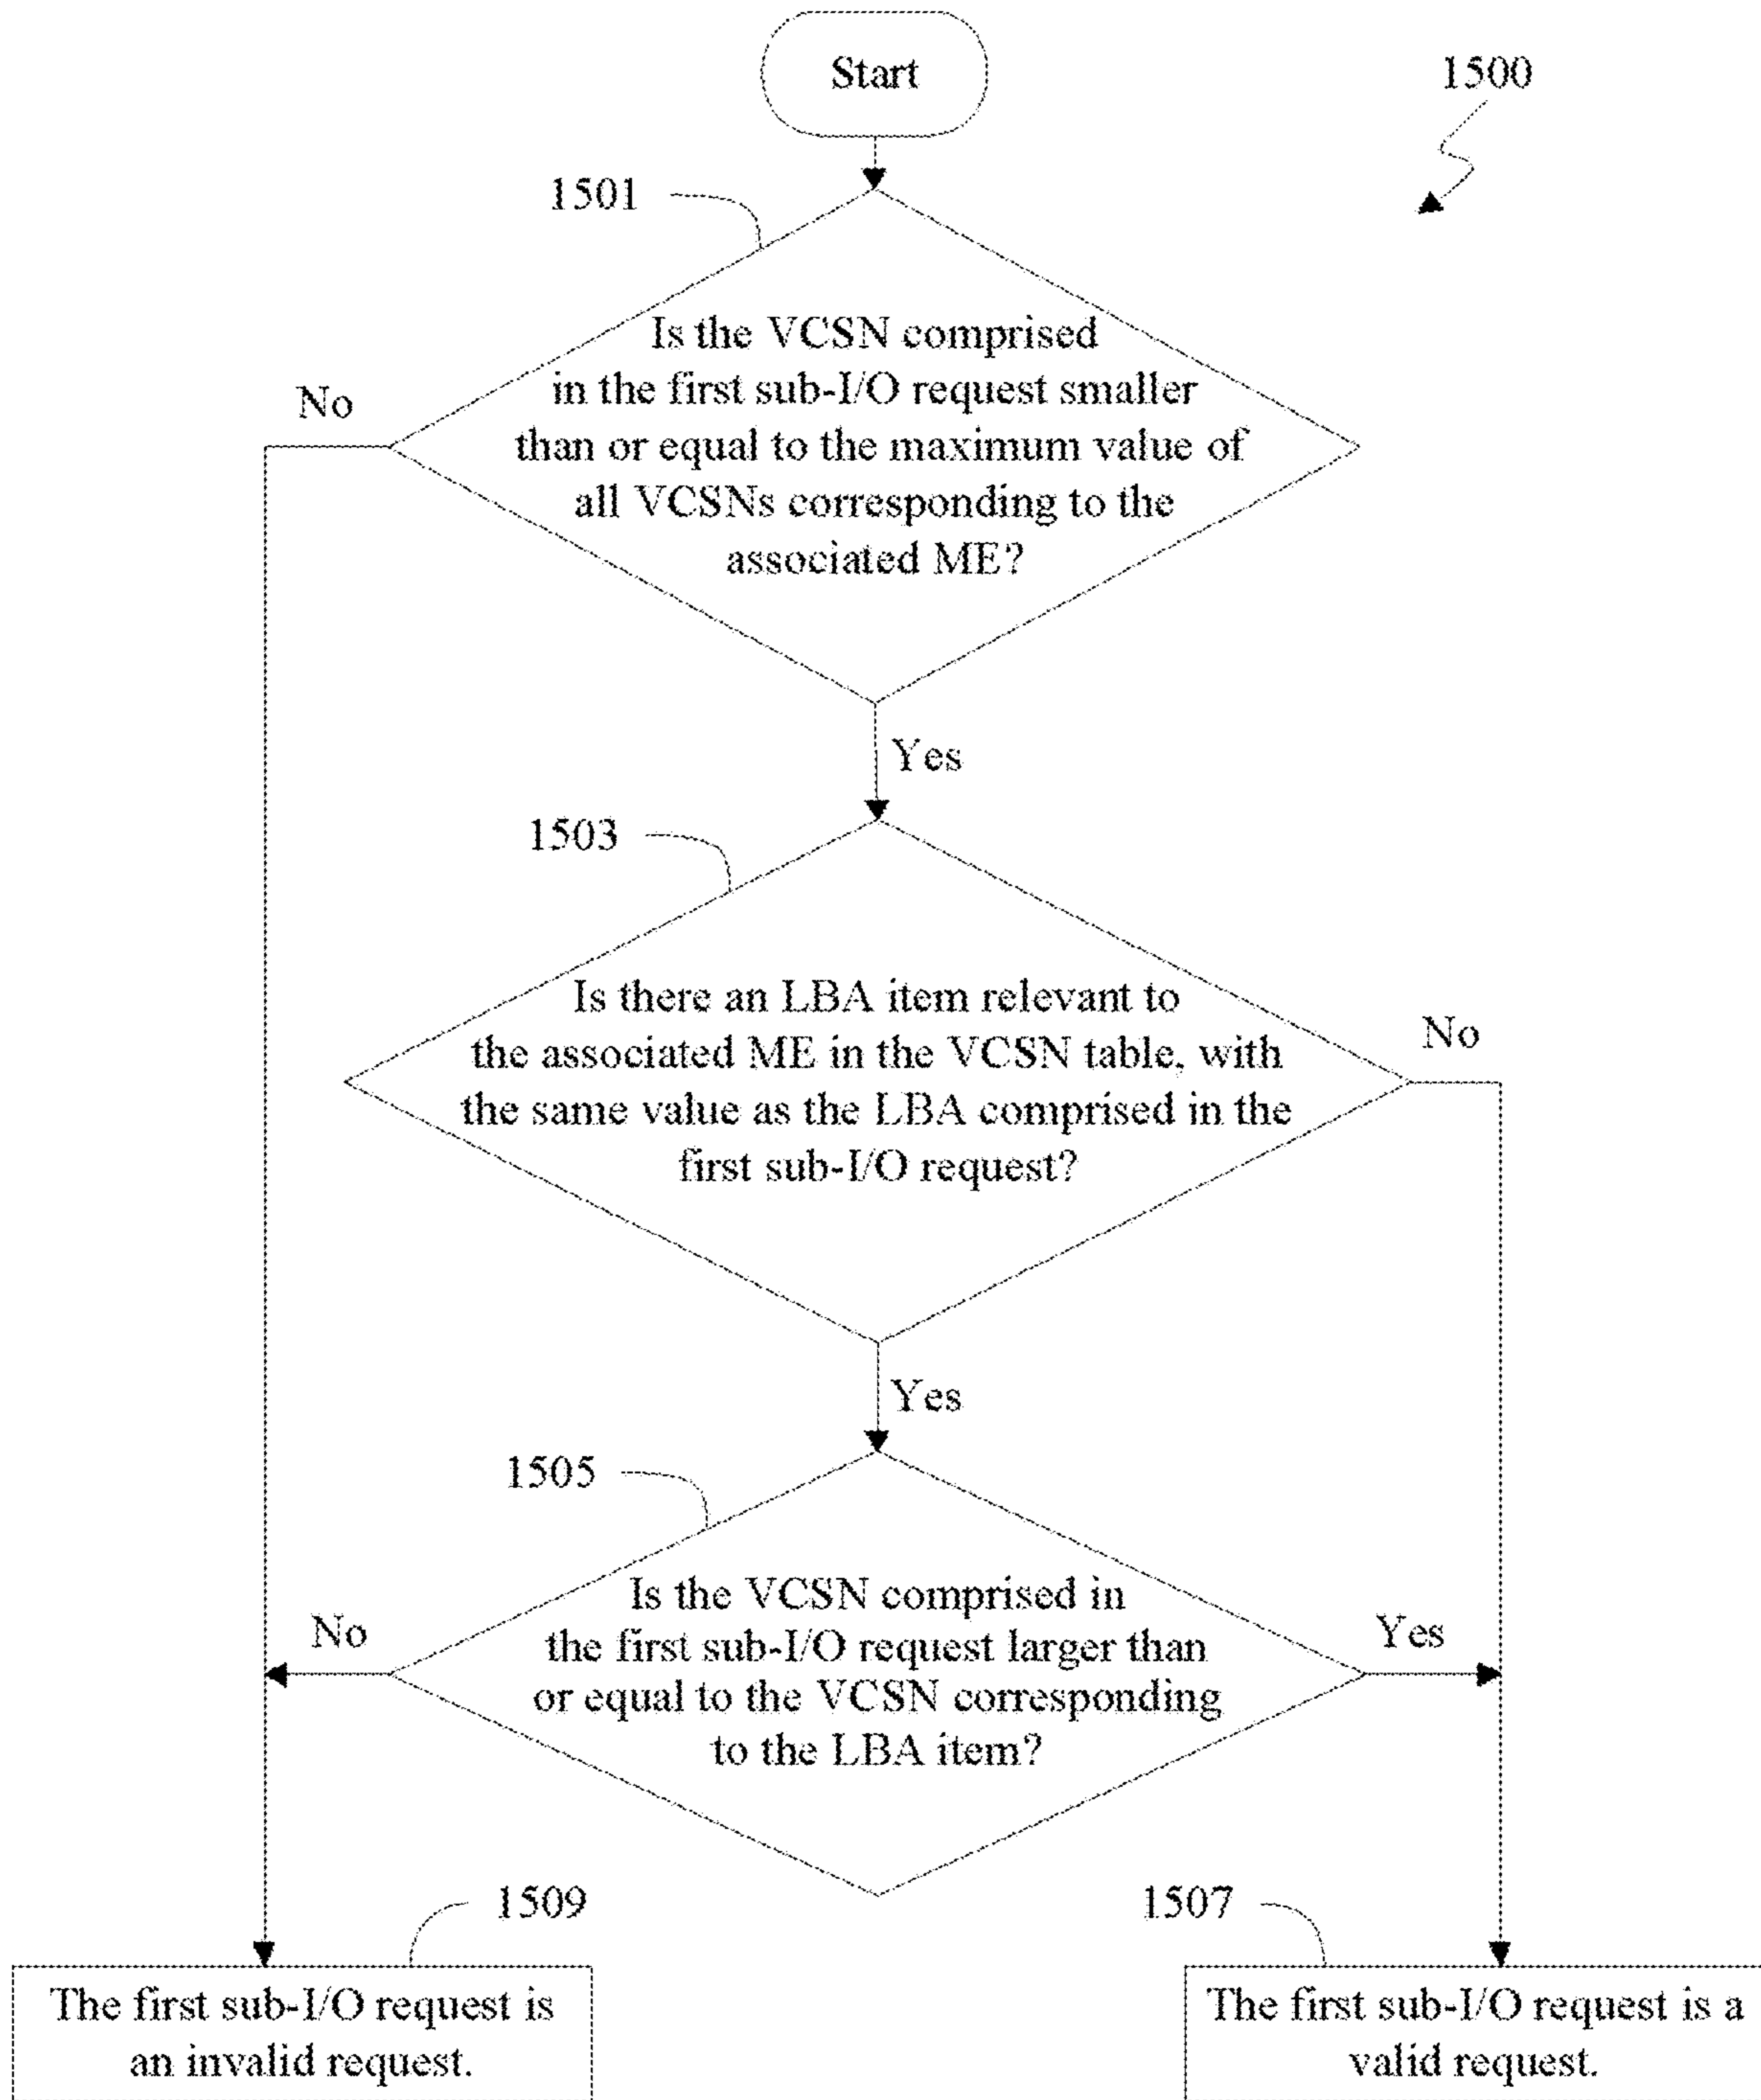 Start
1500
1501
Is the VCSN comprised
in the first sub-I/O request smaller
than or equal to the maximum value of
all VCSNs corresponding to the
associated ME?
No
Yes
1503
Is there an LBA item relevant to
the associated ME in the VCSN table, with
the same value as the LBA comprised in the
first sub-I/O request?
No
Yes
1505
Is the VCSN comprised in
the first sub-I/O request larger than
or equal to the VCSN corresponding
to the LBA item?
No
Yes
1509
The first sub-I/O request is
an invalid request.
1507
The first sub-I/O request is a
valid request.